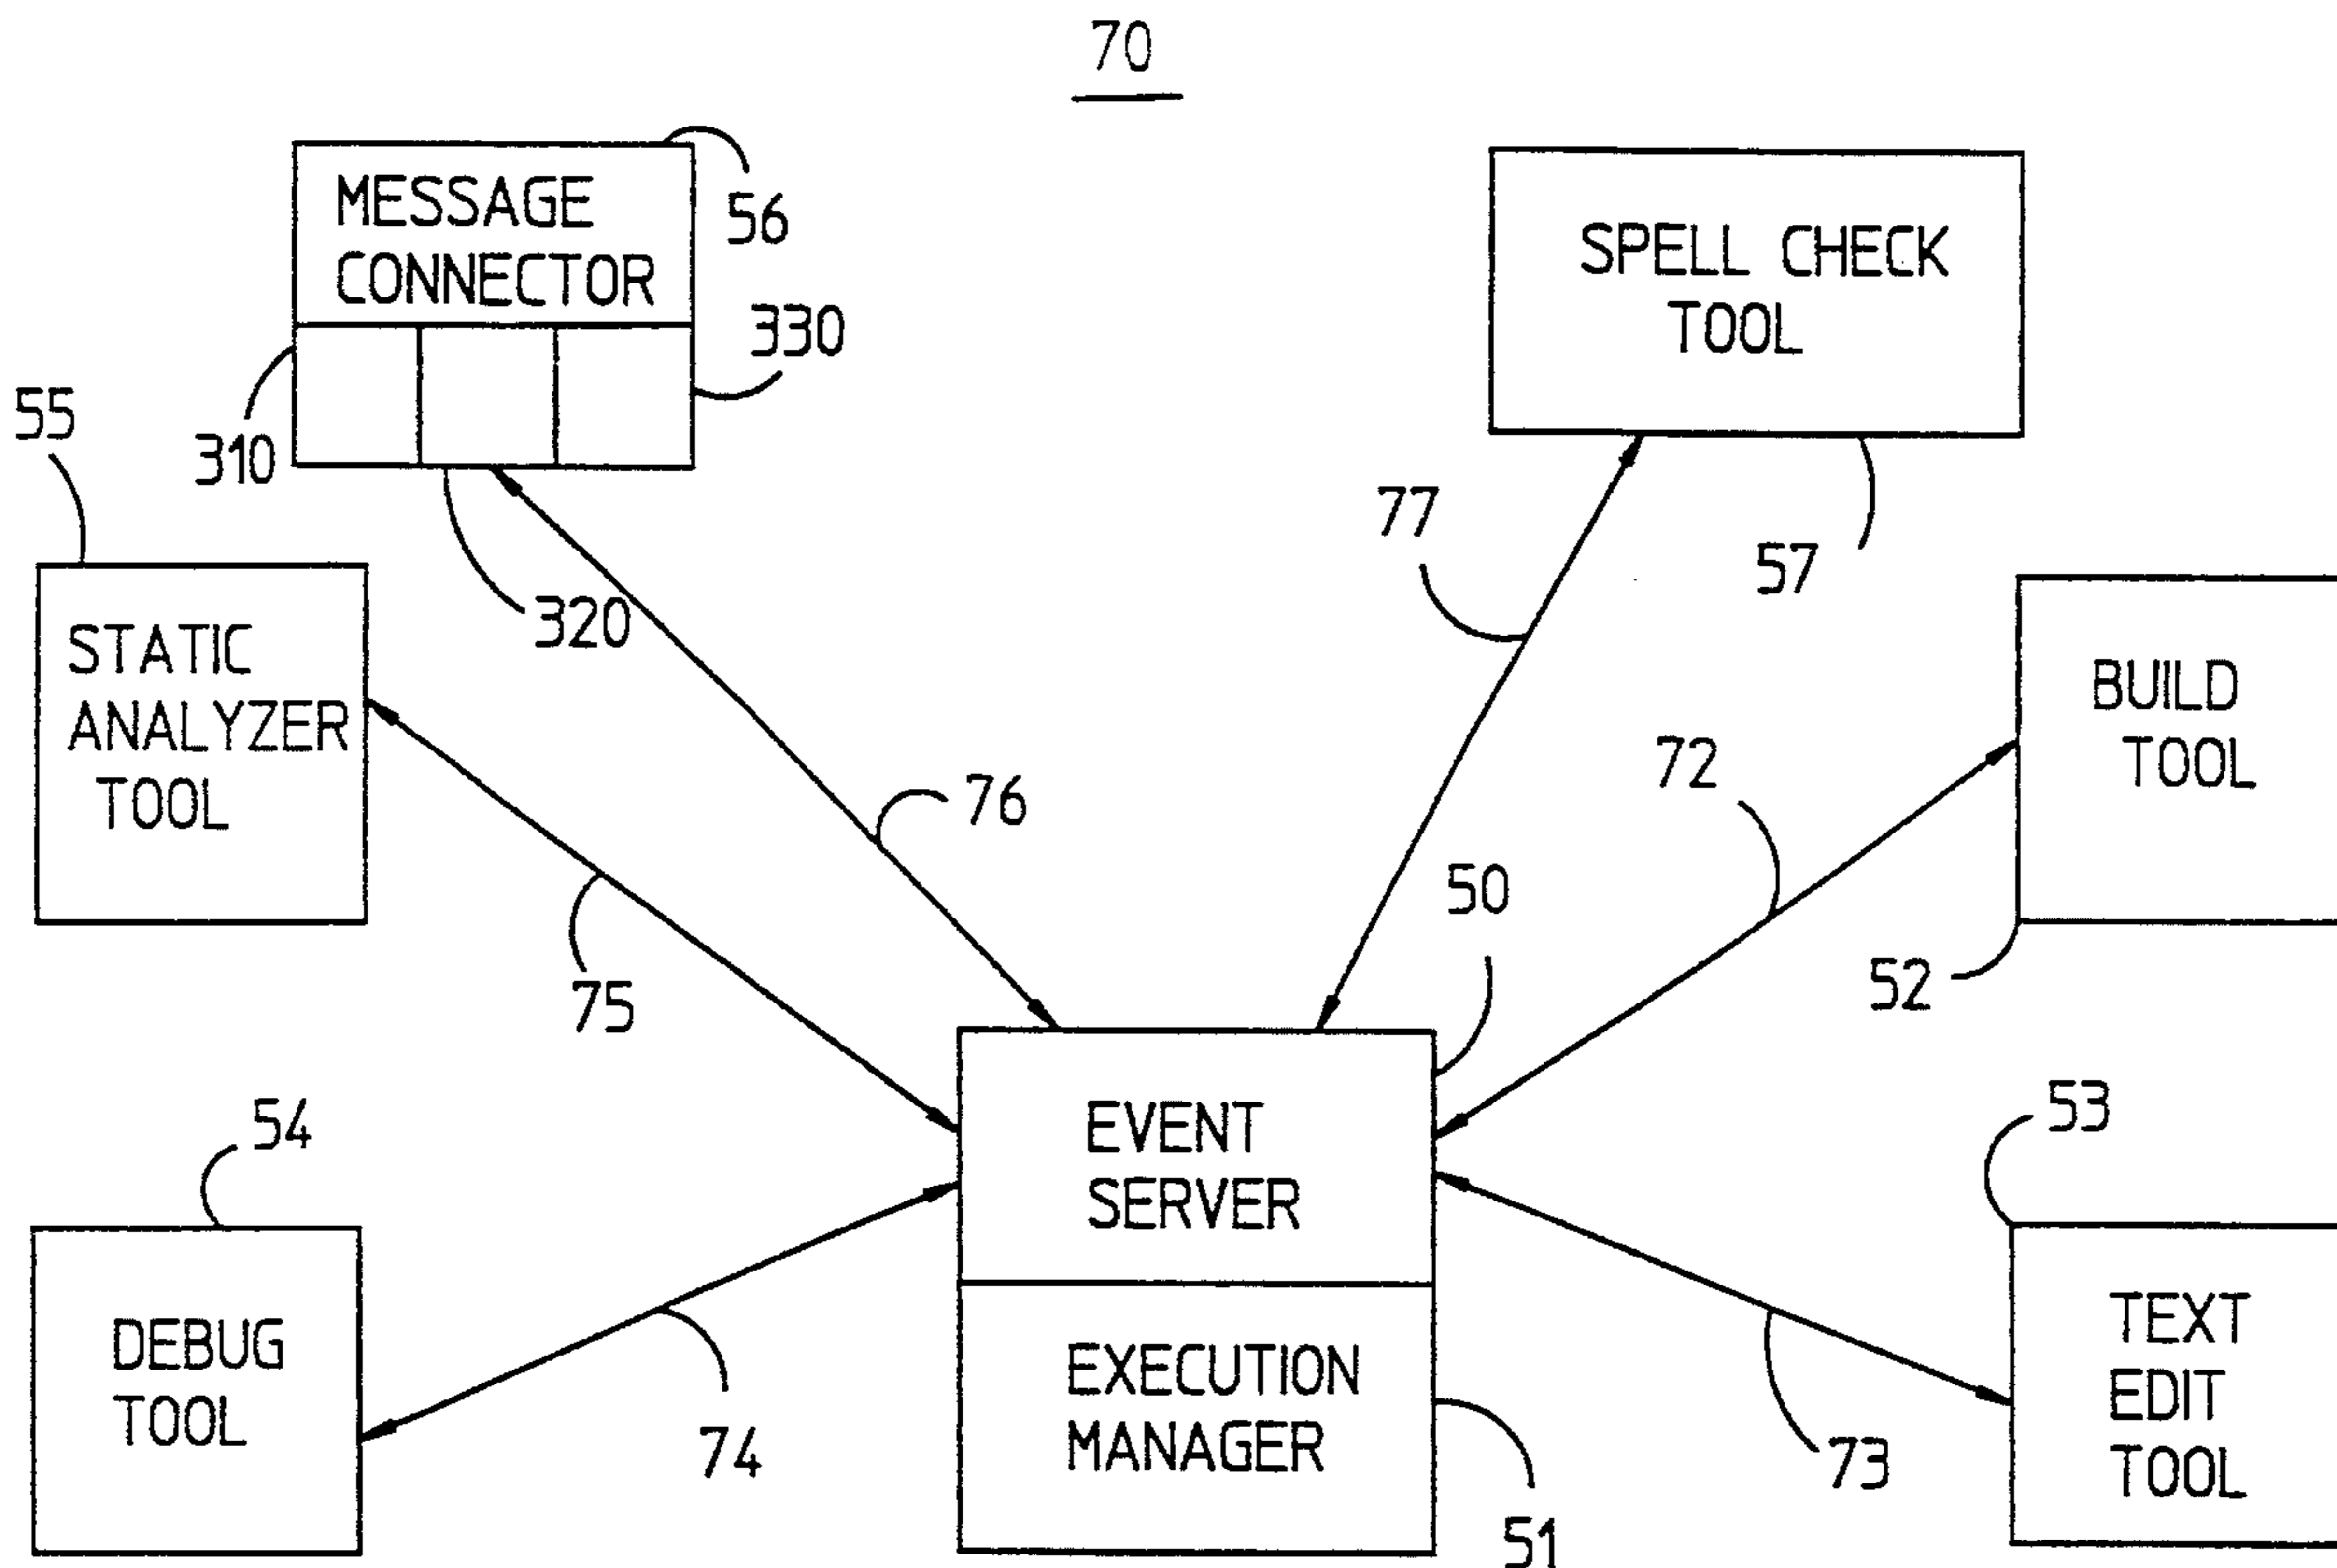 70
MESSAGE
CONNECTOR
56
330
310
320
SPELL CHECK
TOOL
57
77
55
STATIC
ANALYZER
TOOL
75
76
72
BUILD
TOOL
52
50
EVENT
SERVER
EXECUTION
MANAGER
51
54
DEBUG
TOOL
74
53
TEXT
EDIT
TOOL
73